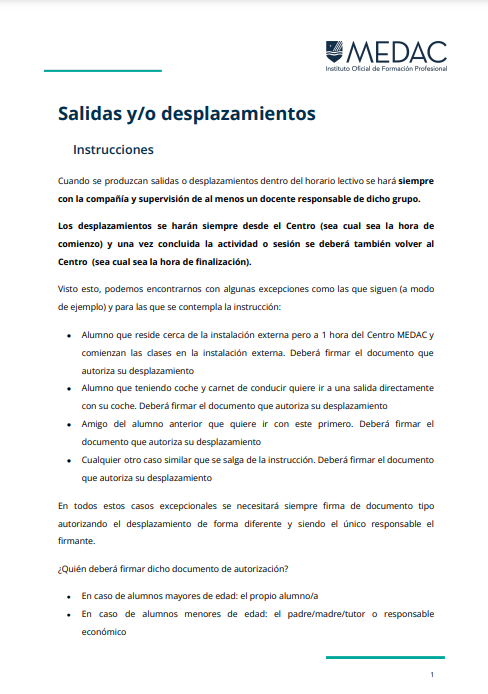 MEDAC
Instituto Oficial de Formación Profesional
Salidas y/o desplazamientos
Instrucciones
Cuando se produzcan salidas o desplazamientos dentro del horario lectivo se hará siempre
con la compañía y supervisión de al menos un docente responsable de dicho grupo.
Los desplazamientos se harán siempre desde el Centro (sea cual sea la hora de
comienzo) y una vez concluida la actividad o sesión se deberá también volver al
Centro (sea cual sea la hora de finalización).
Visto esto, podemos encontrarnos con algunas excepciones como las que siguen (a modo
de ejemplo) y para las que se contempla la instrucción:
• Alumno que reside cerca de la instalación externa pero a 1 hora del Centro MEDAC y
comienzan las clases en la instalación externa. Deberá firmar el documento que
autoriza su desplazamiento
• Alumno que teniendo coche y carnet de conducir quiere ir a una salida directamente
con su coche. Deberá firmar el documento que autoriza su desplazamiento
• Amigo del alumno anterior que quiere ir con este primero. Deberá firmar el
documento que autoriza su desplazamiento
• Cualquier otro caso similar que se salga de la instrucción. Deberá firmar el documento
que autoriza su desplazamiento
En todos estos casos excepcionales se necesitará siempre firma de documento tipo
autorizando el desplazamiento de forma diferente y siendo el único responsable el
firmante.
¿Quién deberá firmar dicho documento de autorización?
• En caso de alumnos mayores de edad: el propio alumno/a
• En caso de alumnos menores de edad: el padre/madre/tutor o responsable
económico
1